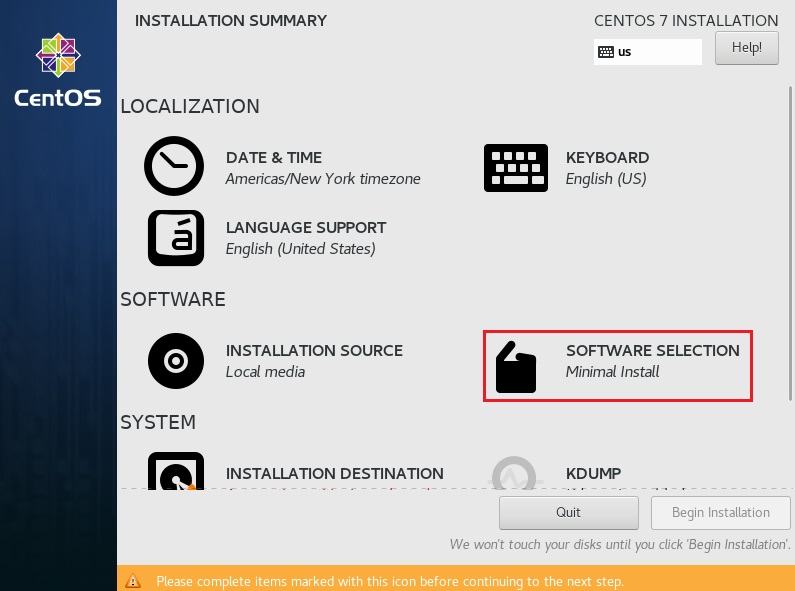 INSTALLATION SUMMARY
CENTOS 7 INSTALLATION
us
Help!
CentOS
LOCALIZATION
DATE & TIME
Americas/New York timezone
KEYBOARD
English (US)
LANGUAGE SUPPORT
English (United States)
SOFTWARE
INSTALLATION SOURCE
Local media
SOFTWARE SELECTION
Minimal Install
SYSTEM
INSTALLATION DESTINATION
KDUMP
Quit
Begin Installation
We won't touch your disks until you click 'Begin Installation'.
Please complete items marked with this icon before continuing to the next step.